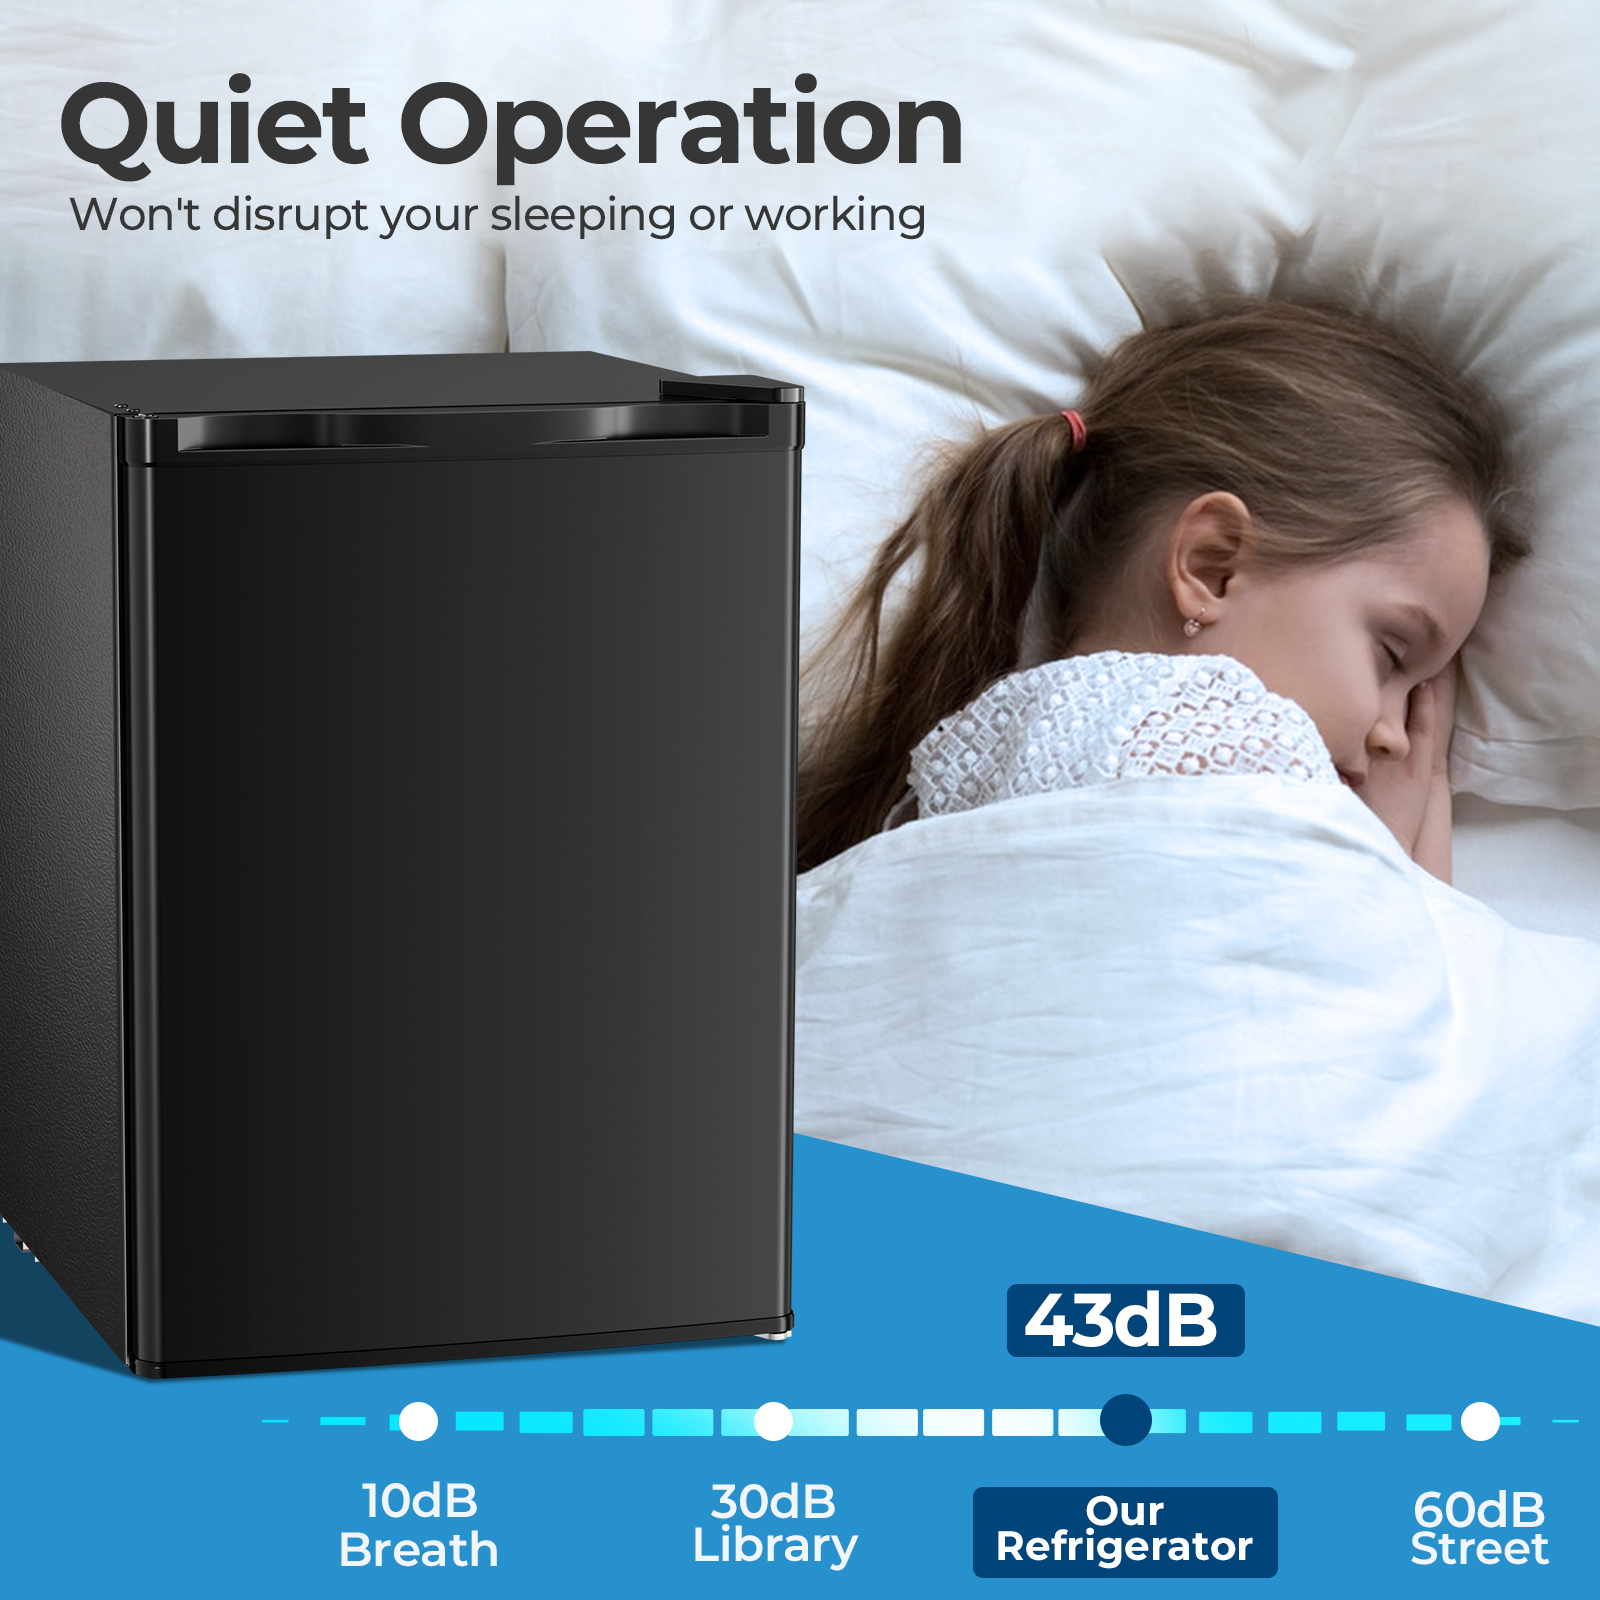 Quiet Operation
Won't disrupt your sleeping or working
43dB
10dB
Breath
30dB
Library
Our
Refrigerator
60dB
Street